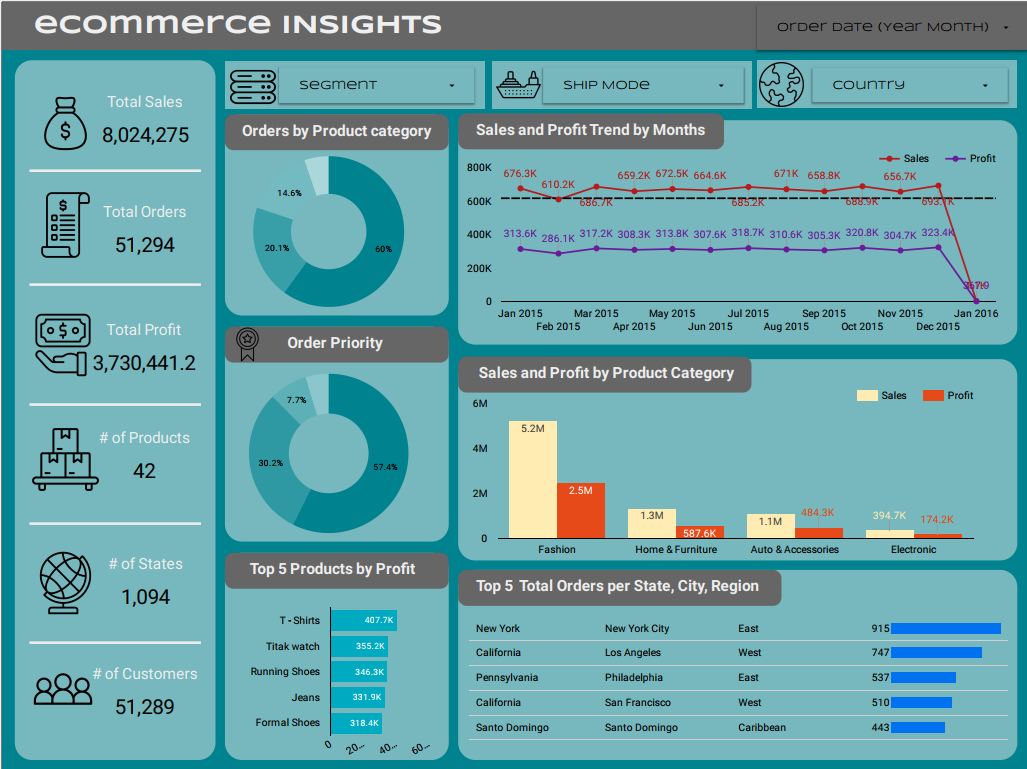 ecommerce INSIGHTS
Order Date (Year Month)
Segment
Ship Mode
Country
Total Sales
8,024,275
Total Orders
51,294
Total Profit
3,730,441.2
# of Products
42
# of States
1,094
# of Customers
51,289
Orders by Product category
14.6%
20.1%
60%
Order Priority
7.7%
30.2%
57.4%
Top 5 Products by Profit
T - Shirts 407.7K
Titak watch 355.2K
Running Shoes 346.3K
Jeans 331.9K
Formal Shoes 318.4K
0 20... 40... 60...
Sales and Profit Trend by Months
Sales Profit
800K
600K
400K
200K
0
676.3K 610.2K 686.7K 659.2K 672.5K 664.6K 685.2K 671K 658.8K 688.9K 656.7K
313.6K 286.1K 317.2K 308.3K 313.8K 307.6K 318.7K 310.6K 305.3K 320.8K 304.7K 323.4K
Jan 2015 Mar 2015 May 2015 Jul 2015 Sep 2015 Nov 2015 Jan 2016
Feb 2015 Apr 2015 Jun 2015 Aug 2015 Oct 2015 Dec 2015
Sales and Profit by Product Category
Sales Profit
6M
4M
2M
0
5.2M 2.5M
1.3M 587.6K
1.1M 484.3K
394.7K 174.2K
Fashion Home & Furniture Auto & Accessories Electronic
Top 5 Total Orders per State, City, Region
New York New York City East 915
California Los Angeles West 747
Pennsylvania Philadelphia East 537
California San Francisco West 510
Santo Domingo Santo Domingo Caribbean 443